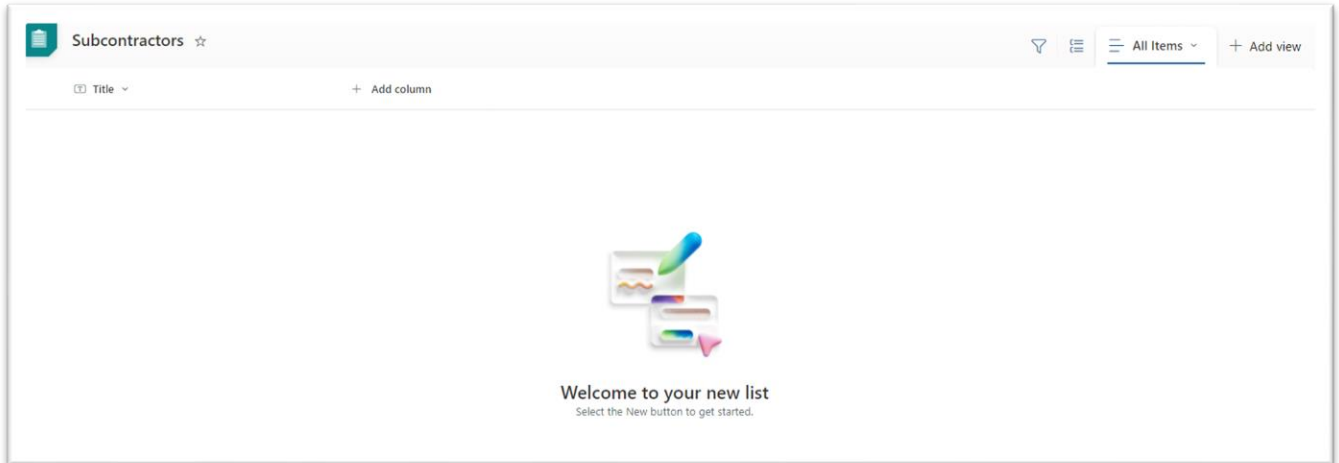 Subcontractors
All Items
Add view
Title
Add column
Welcome to your new list
Select the New button to get started.